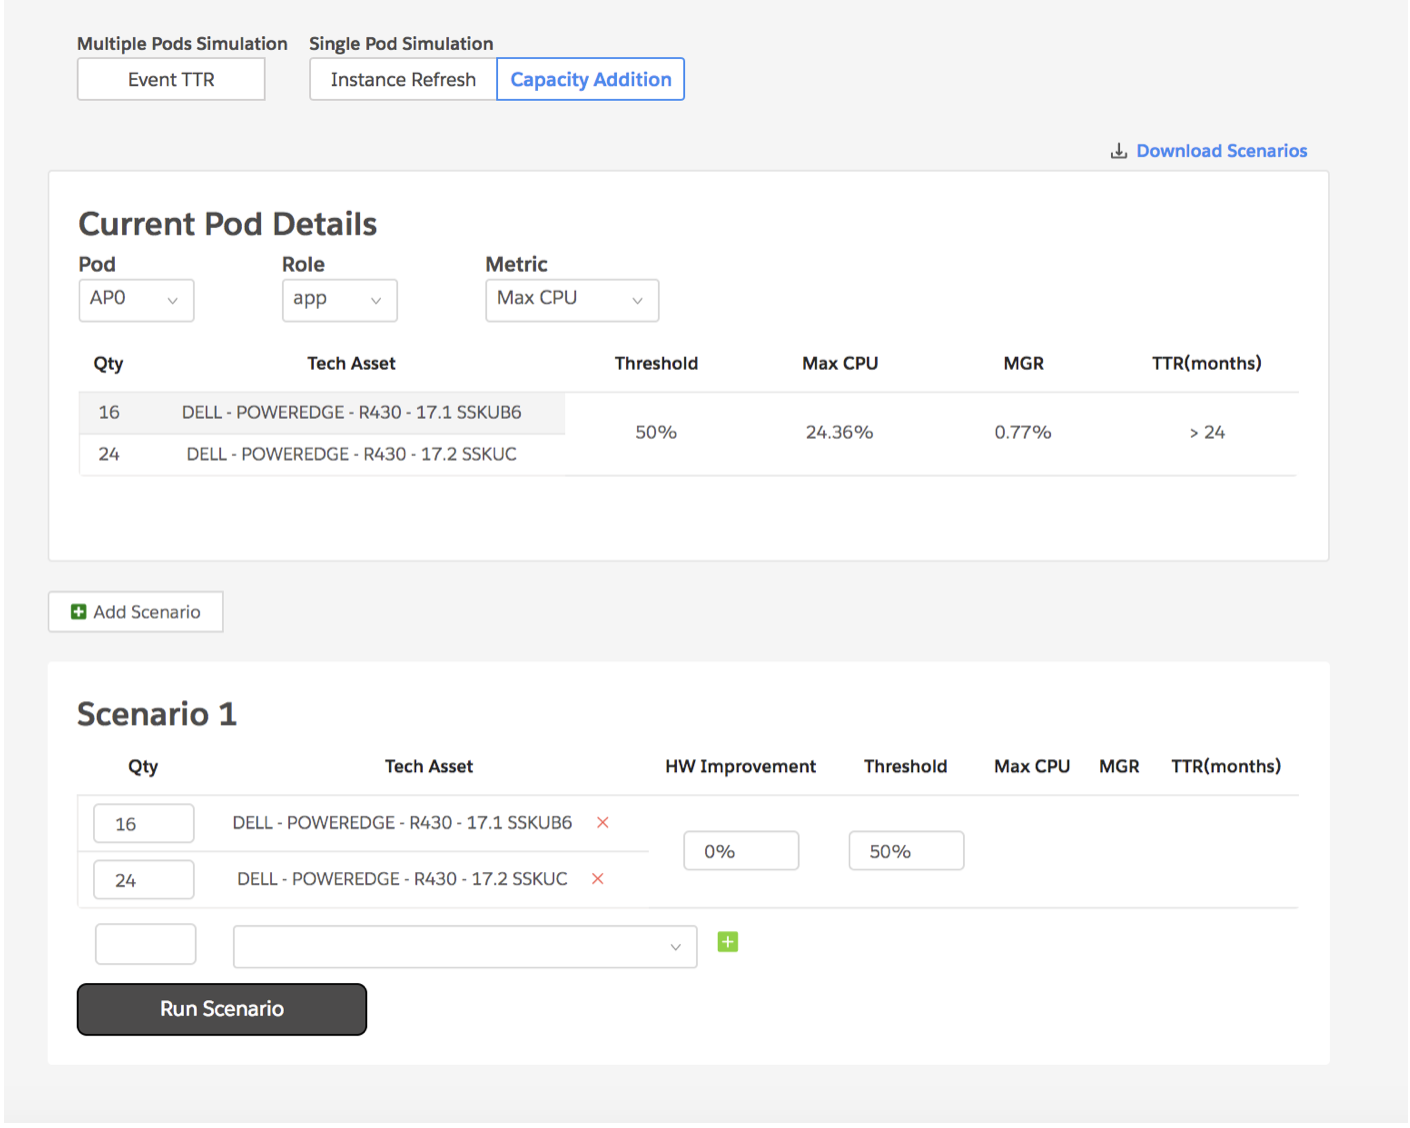 Multiple Pods Simulation Single Pod Simulation
Event TTR Instance Refresh Capacity Addition
Download Scenarios
Current Pod Details
Pod Role Metric
AP0 app Max CPU
Qty Tech Asset Threshold Max CPU MGR TTR(months)
16 DELL - POWEREDGE - R430 - 17.1 SSKUB6
50% 24.36% 0.77% > 24
24 DELL - POWEREDGE - R430 - 17.2 SSKUC
Add Scenario
Scenario 1
Qty Tech Asset HW Improvement Threshold Max CPU MGR TTR(months)
16 DELL - POWEREDGE - R430 - 17.1 SSKUB6
0% 50%
24 DELL - POWEREDGE - R430 - 17.2 SSKUC
Run Scenario